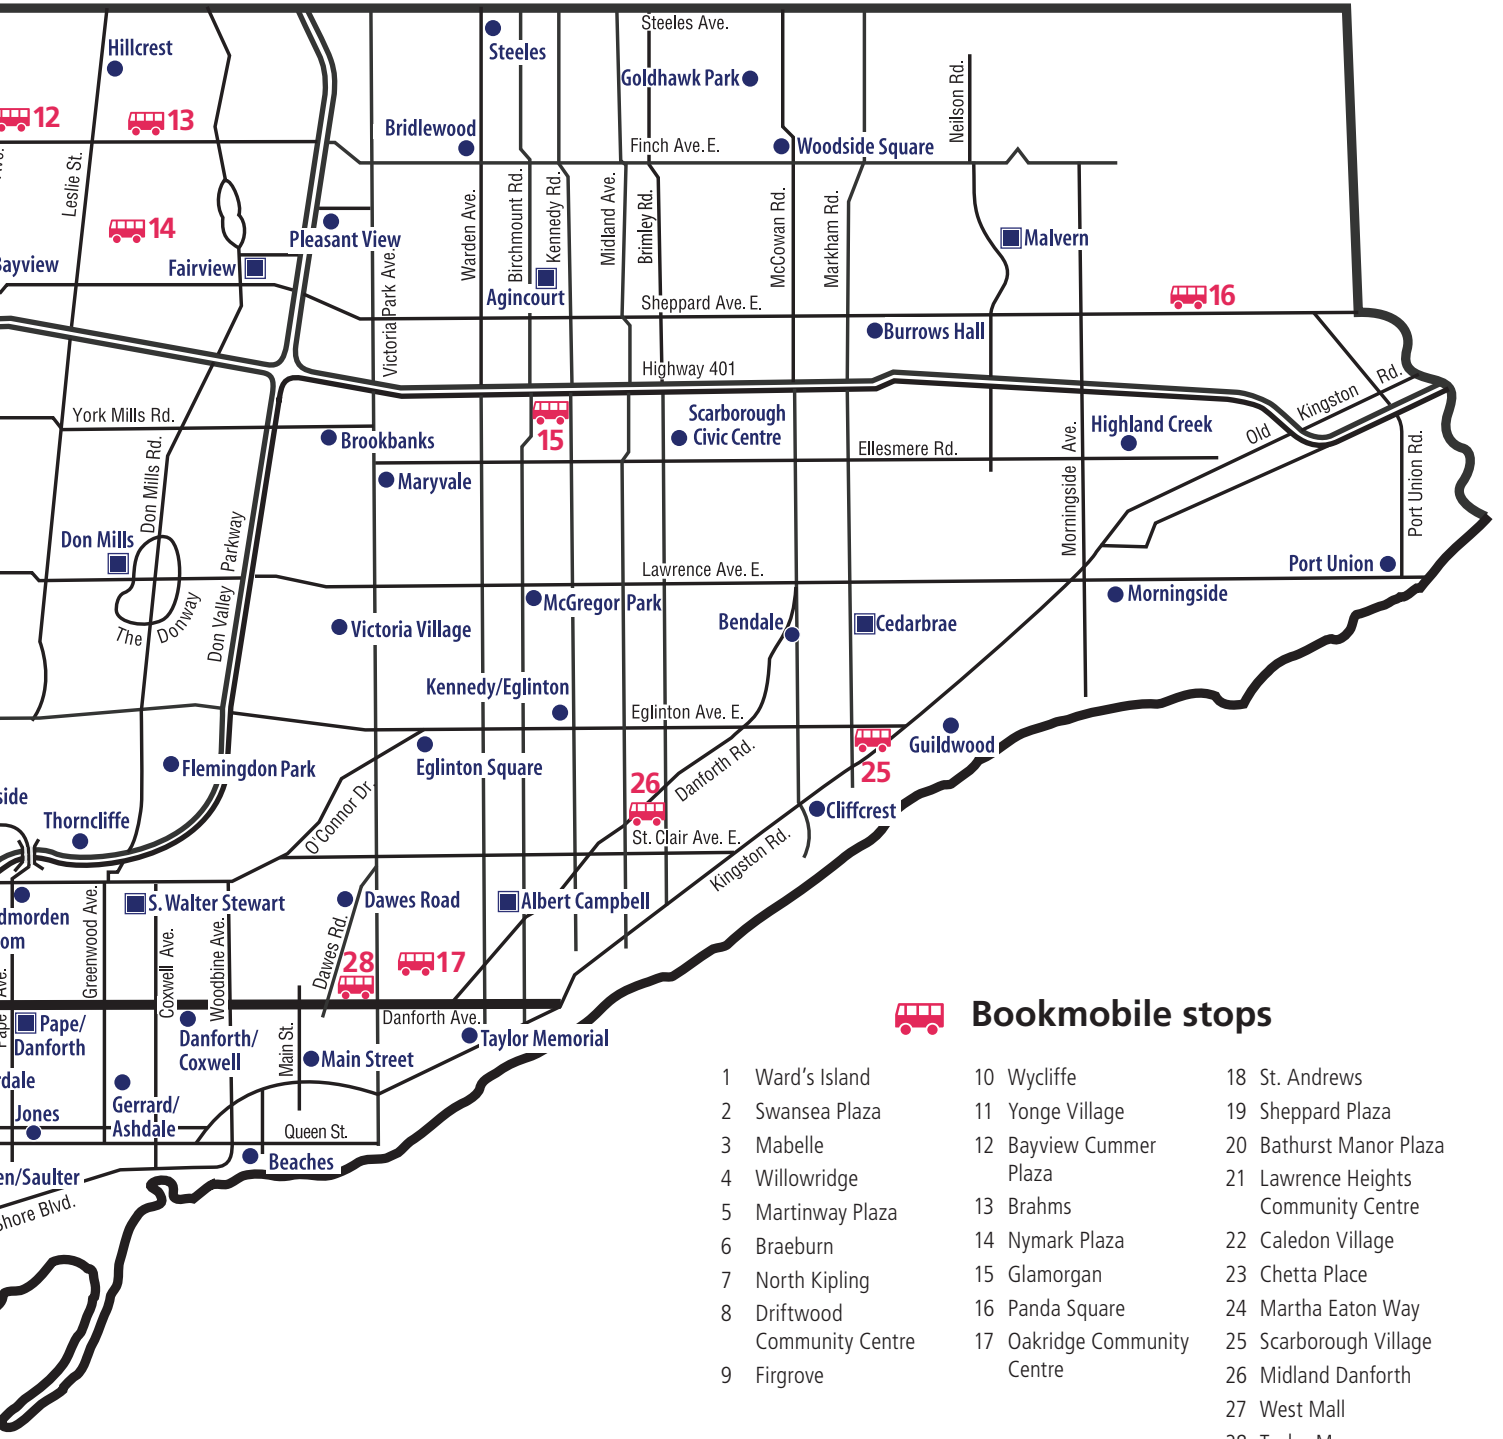 Steeles Ave.
Hillcrest
Steeles
Goldhawk Park
Neilson Rd.
12
13
Bridlewood
Finch Ave. E.
Woodside Square
Leslie St.
14
Pleasant View
Fairview
Victoria Park Ave.
Warden Ave.
Birchmount Rd.
Kennedy Rd.
Midland Ave.
Brimley Rd.
McCowan Rd.
Markham Rd.
Malvern
Agincourt
Sheppard Ave. E.
16
Burrows Hall
Highway 401
York Mills Rd.
Brookbanks
15
Scarborough
Civic Centre
Ellesmere Rd.
Highland Creek
Old Kingston Rd.
Maryvale
Don Mills Rd.
Don Mills
Don Valley Parkway
Morningside Ave.
Port Union Rd.
Port Union
Lawrence Ave. E.
The Donway
McGregor Park
Victoria Village
Bendale
Cedarbrae
Morningside
Kennedy/Eglinton
Eglinton Ave. E.
Guildwood
Flemingdon Park
Eglinton Square
26
Danforth Rd.
25
side
Thorncliffe
O'Connor Dr.
St. Clair Ave. E.
Cliffcrest
Kingston Rd.
dmorden
om
S. Walter Stewart
Dawes Road
Albert Campbell
Greenwood Ave.
Coxwell Ave.
Woodbine Ave.
Dawes Rd.
28
17
Pape Ave.
Pape/
Danforth
Danforth/
Coxwell
Main St.
Main Street
Danforth Ave.
Taylor Memorial
rdale
Jones
Gerrard/
Ashdale
Queen St.
Beaches
en/Saulter
Shore Blvd.
Bayview
Ave.
Bookmobile stops
1 Ward’s Island
2 Swansea Plaza
3 Mabelle
4 Willowridge
5 Martinway Plaza
6 Braeburn
7 North Kipling
8 Driftwood
Community Centre
9 Firgrove
10 Wycliffe
11 Yonge Village
12 Bayview Cummer
Plaza
13 Brahms
14 Nymark Plaza
15 Glamorgan
16 Panda Square
17 Oakridge Community
Centre
18 St. Andrews
19 Sheppard Plaza
20 Bathurst Manor Plaza
21 Lawrence Heights
Community Centre
22 Caledon Village
23 Chetta Place
24 Martha Eaton Way
25 Scarborough Village
26 Midland Danforth
27 West Mall